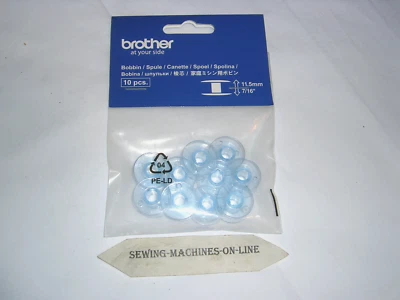 brother
at your side
Bobbin / Spule / Canette / Spoel / Spolina /
Bobina / шпульки / 梭芯 / 家庭ミシン用ボビン
10 pcs.
11.5mm
7/16"
04
PE-LD
SEWING-MACHINES-ON-LINE